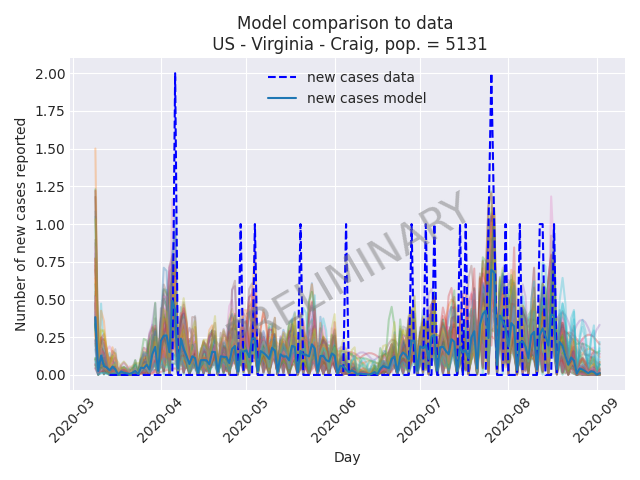 Model comparison to data
US - Virginia - Craig, pop. = 5131
new cases data
new cases model
Number of new cases reported
2.00
1.75
1.50
1.25
1.00
0.75
0.50
0.25
0.00
PRELIMINARY
2020-03
2020-04
2020-05
2020-06
2020-07
2020-08
2020-09
Day